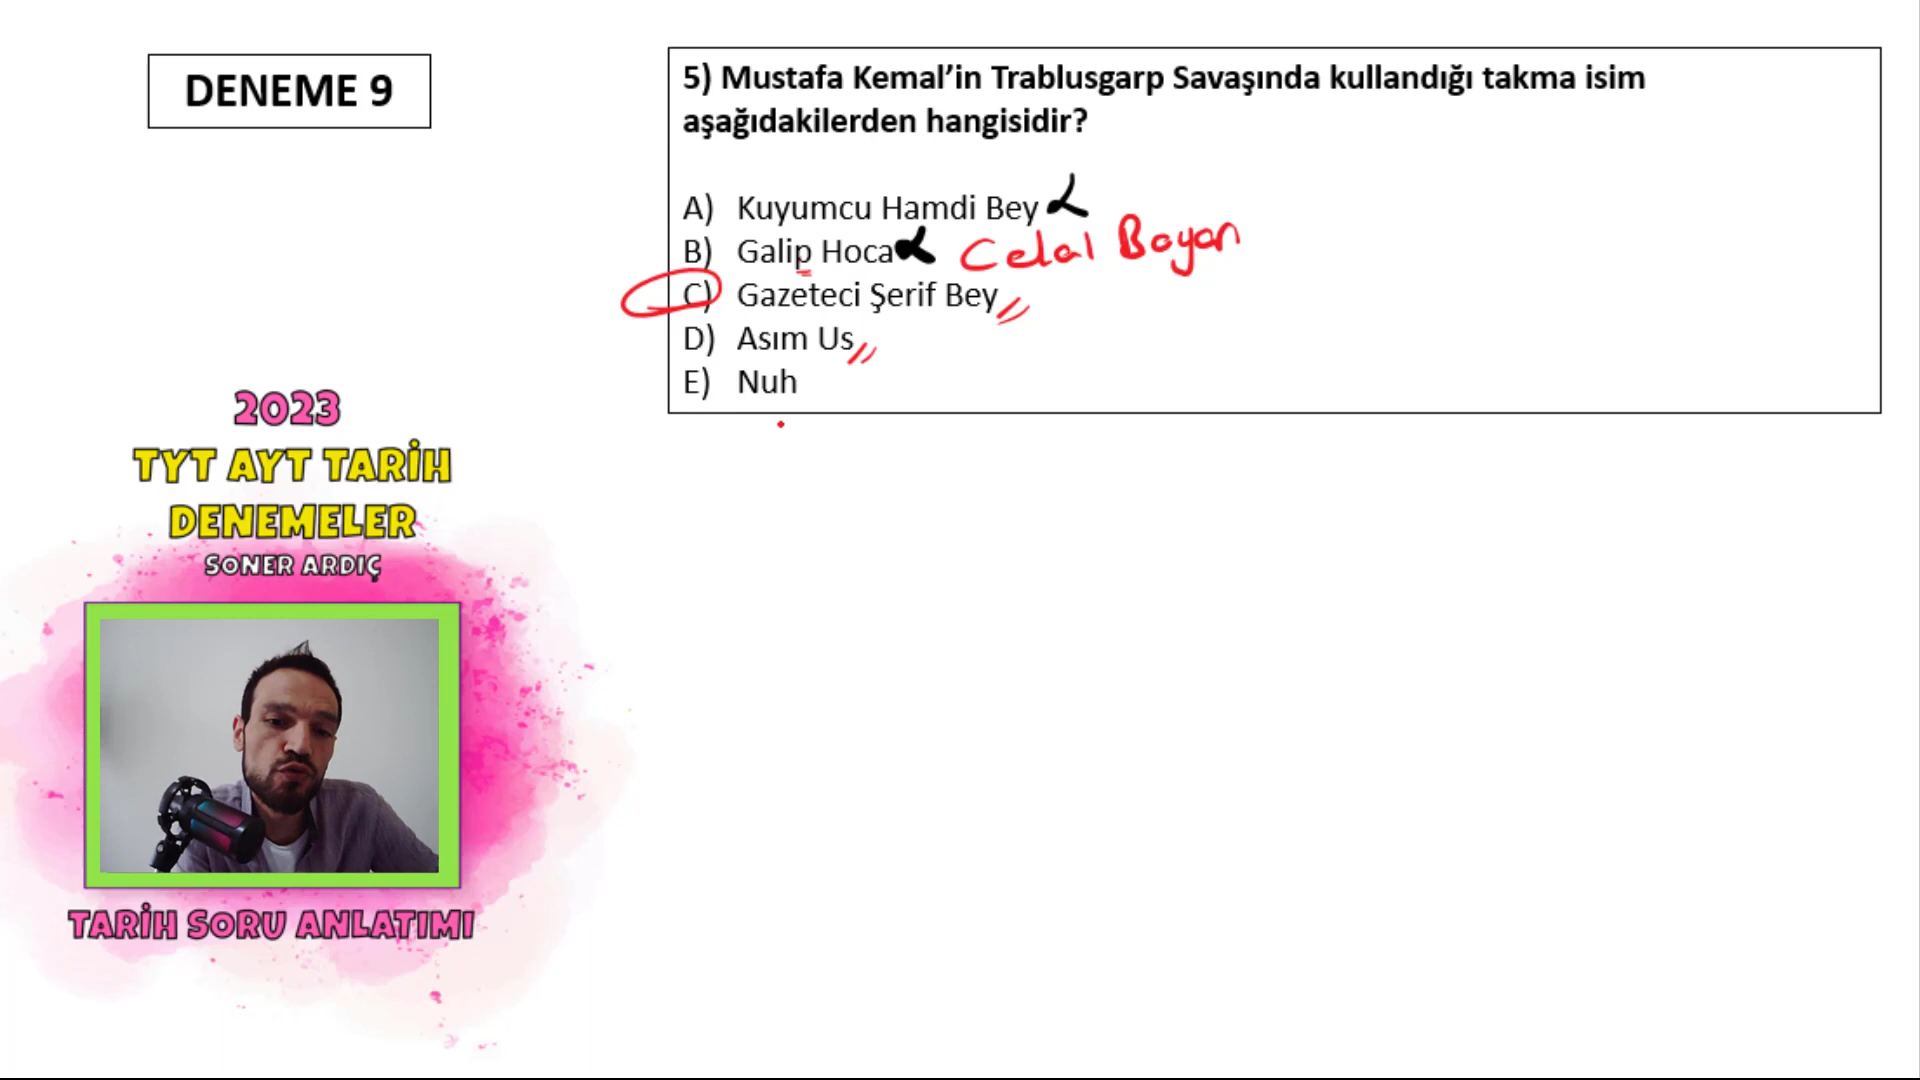 DENEME 9
5) Mustafa Kemal’in Trablusgarp Savaşında kullandığı takma isim
aşağıdakilerden hangisidir?
A) Kuyumcu Hamdi Bey
B) Galip Hoca Celal Bayar
C) Gazeteci Şerif Bey
D) Asım Us
E) Nuh
2023
TYT AYT TARİH
DENEMELER
SONER ARDIÇ
TARİH SORU ANLATIMI